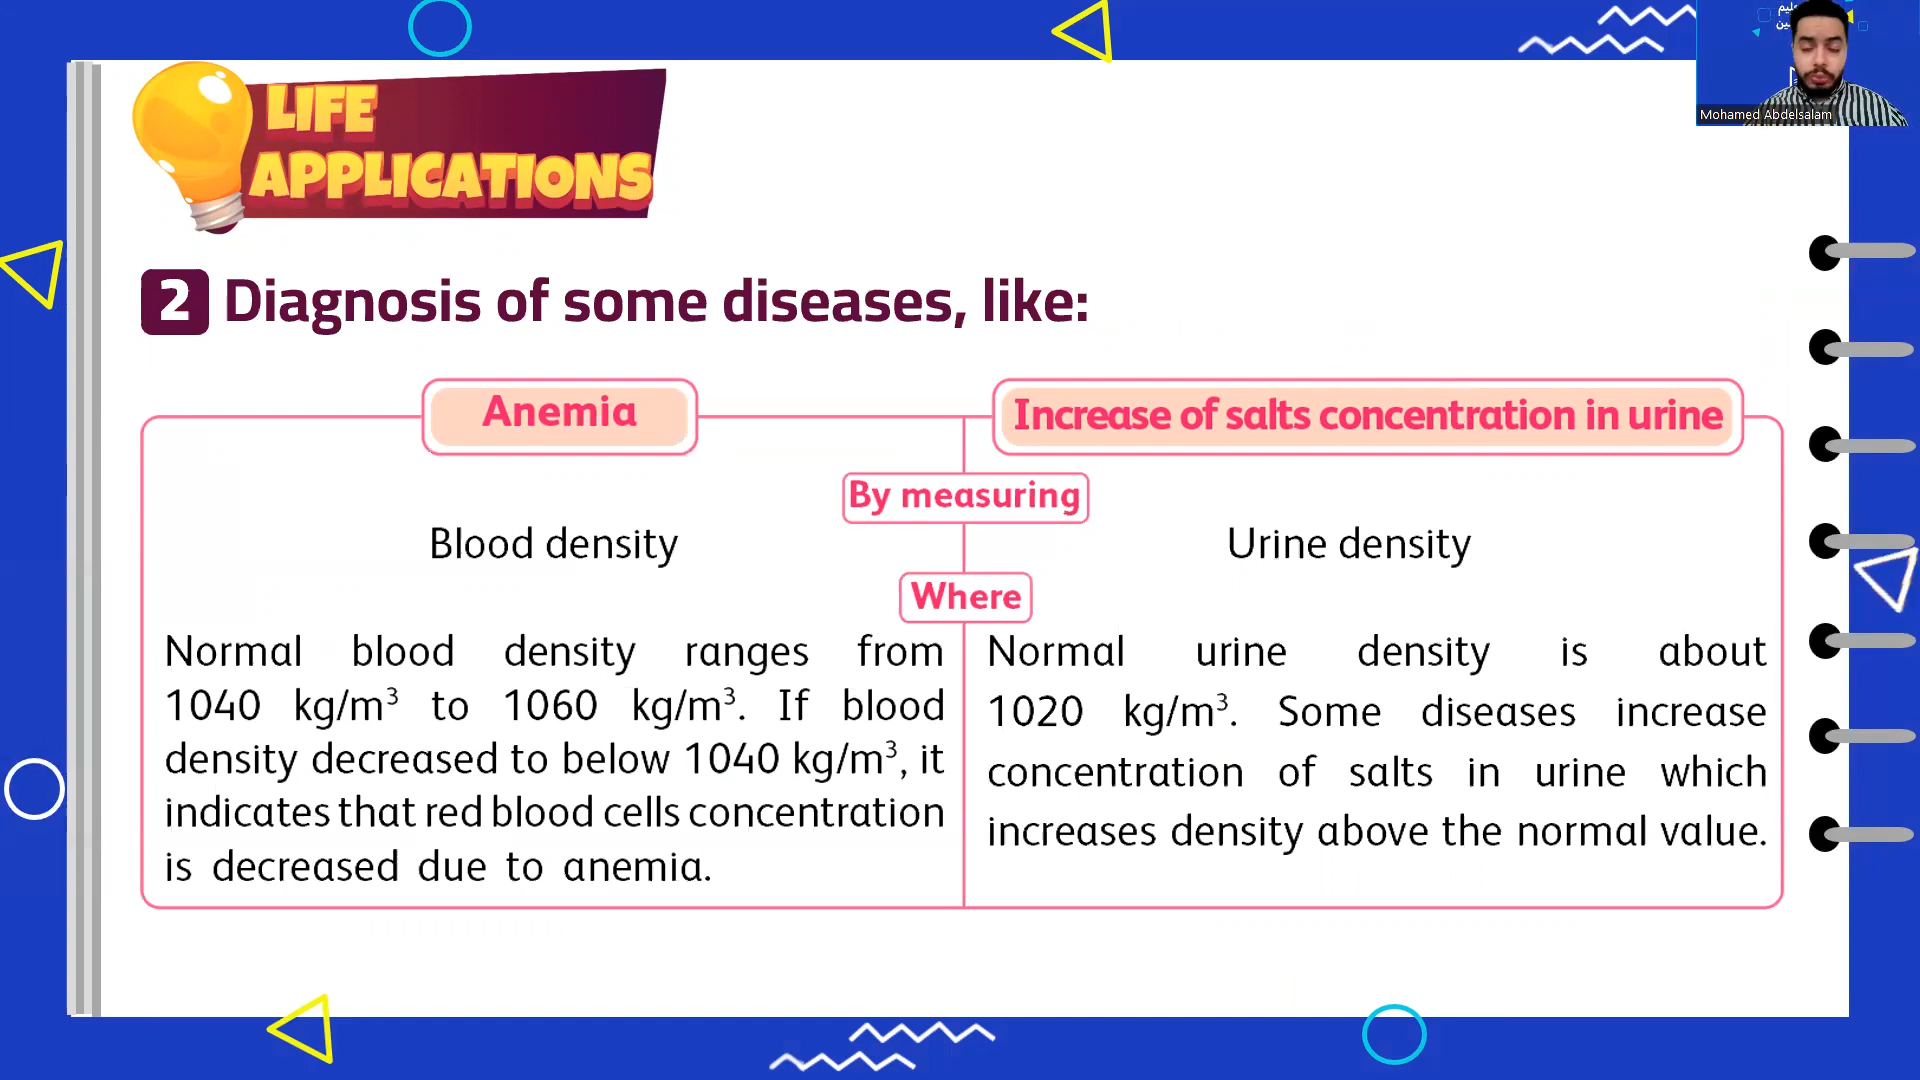 LIFE
APPLICATIONS
2 Diagnosis of some diseases, like:
Anemia
Increase of salts concentration in urine
By measuring
Blood density
Urine density
Where
Normal blood density ranges from
1040 kg/m³ to 1060 kg/m³. If blood
density decreased to below 1040 kg/m³, it
indicates that red blood cells concentration
is decreased due to anemia.
Normal urine density is about
1020 kg/m³. Some diseases increase
concentration of salts in urine which
increases density above the normal value.
Mohamed Abdelsalam